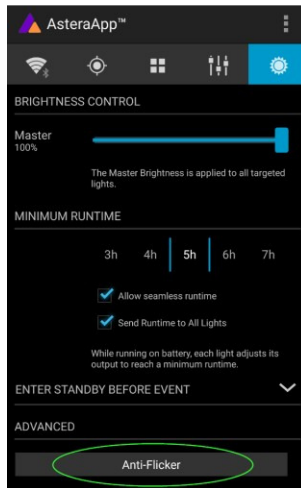 AsteraApp™
BRIGHTNESS CONTROL
Master
100%
The Master Brightness is applied to all targeted
lights.
MINIMUM RUNTIME
3h 4h 5h 6h 7h
Allow seamless runtime
Send Runtime to All Lights
While running on battery, each light adjusts its
output to reach a minimum runtime.
ENTER STANDBY BEFORE EVENT
ADVANCED
Anti-Flicker